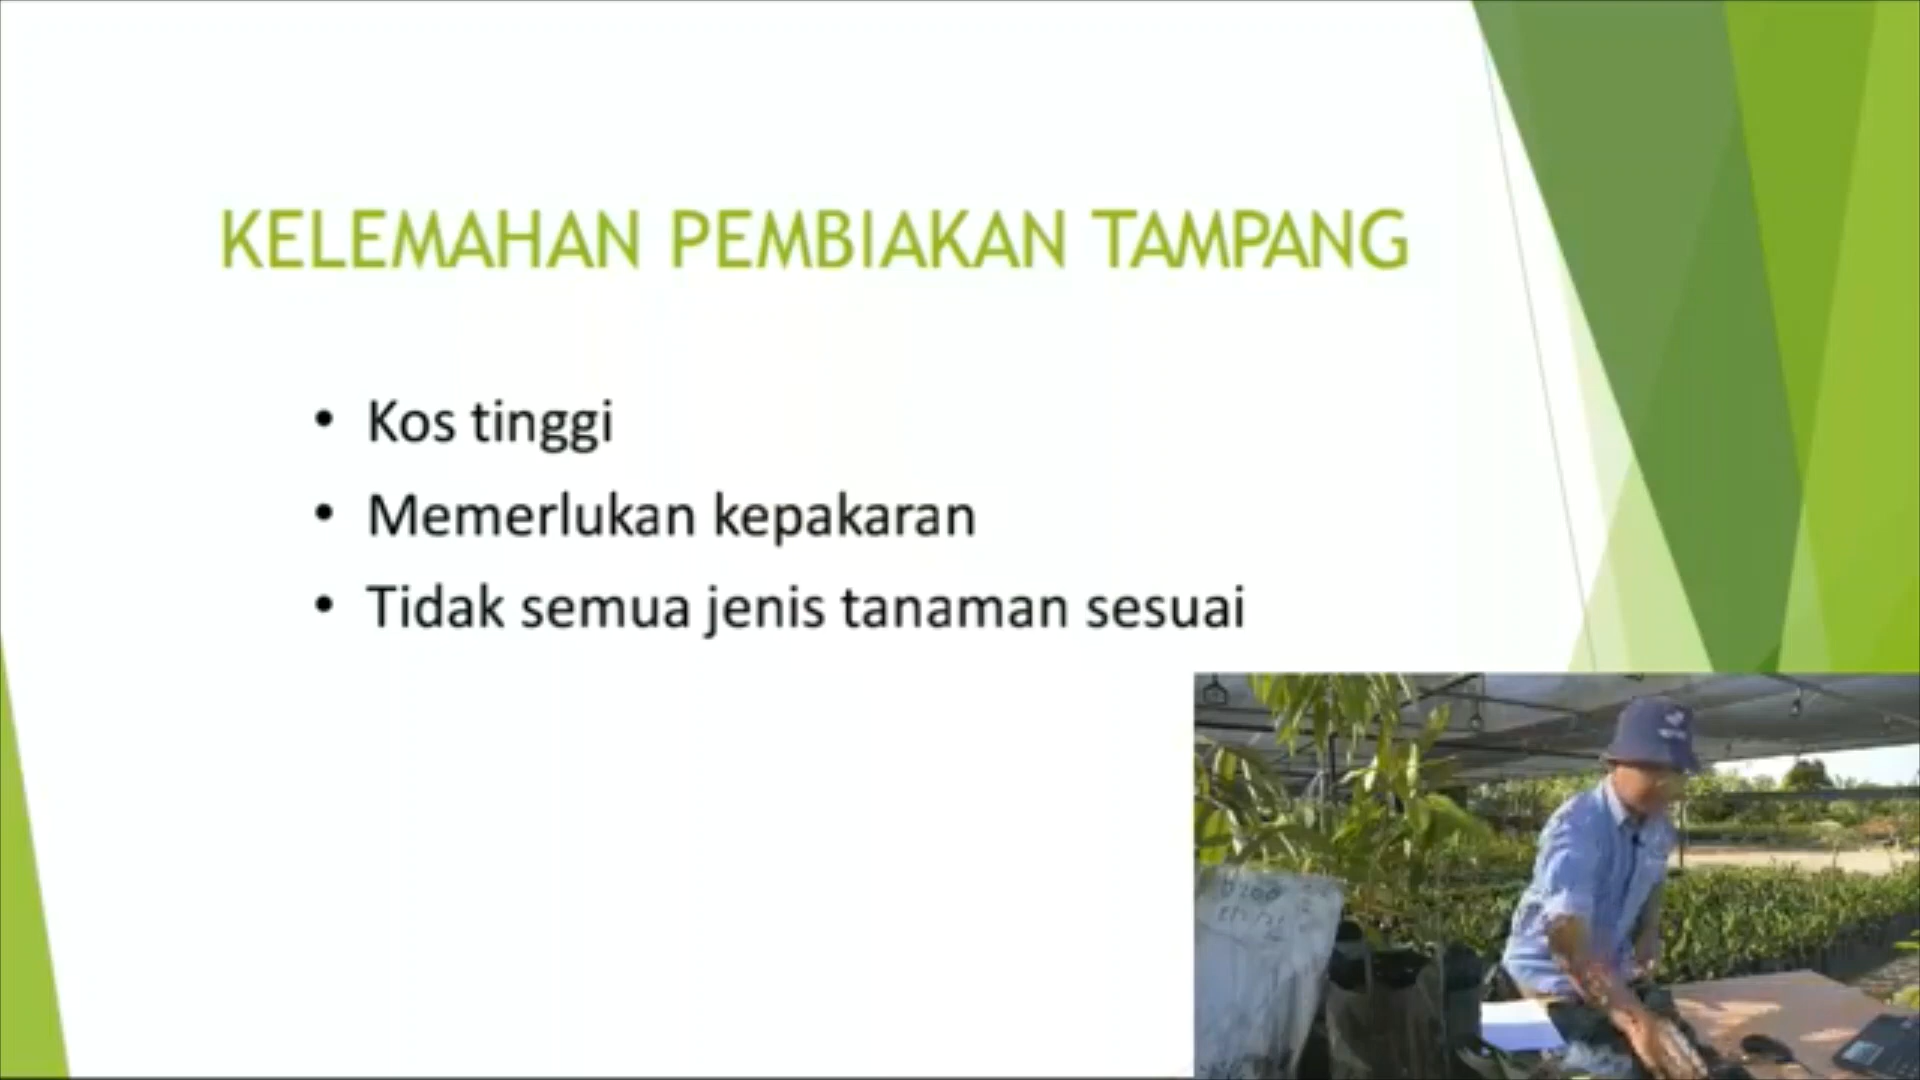 KELEMAHAN PEMBIAKAN TAMPANG
• Kos tinggi
• Memerlukan kepakaran
• Tidak semua jenis tanaman sesuai